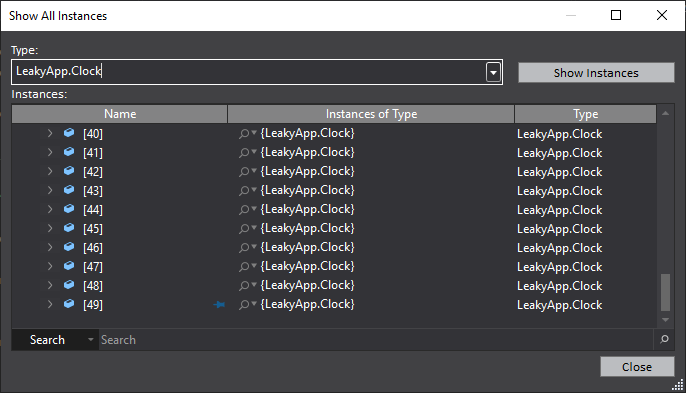 Show All Instances
Type:
LeakyApp.Clock
Show Instances
Instances:
Name Instances of Type Type
[40] {LeakyApp.Clock} LeakyApp.Clock
[41] {LeakyApp.Clock} LeakyApp.Clock
[42] {LeakyApp.Clock} LeakyApp.Clock
[43] {LeakyApp.Clock} LeakyApp.Clock
[44] {LeakyApp.Clock} LeakyApp.Clock
[45] {LeakyApp.Clock} LeakyApp.Clock
[46] {LeakyApp.Clock} LeakyApp.Clock
[47] {LeakyApp.Clock} LeakyApp.Clock
[48] {LeakyApp.Clock} LeakyApp.Clock
[49] {LeakyApp.Clock} LeakyApp.Clock
Search Search
Close